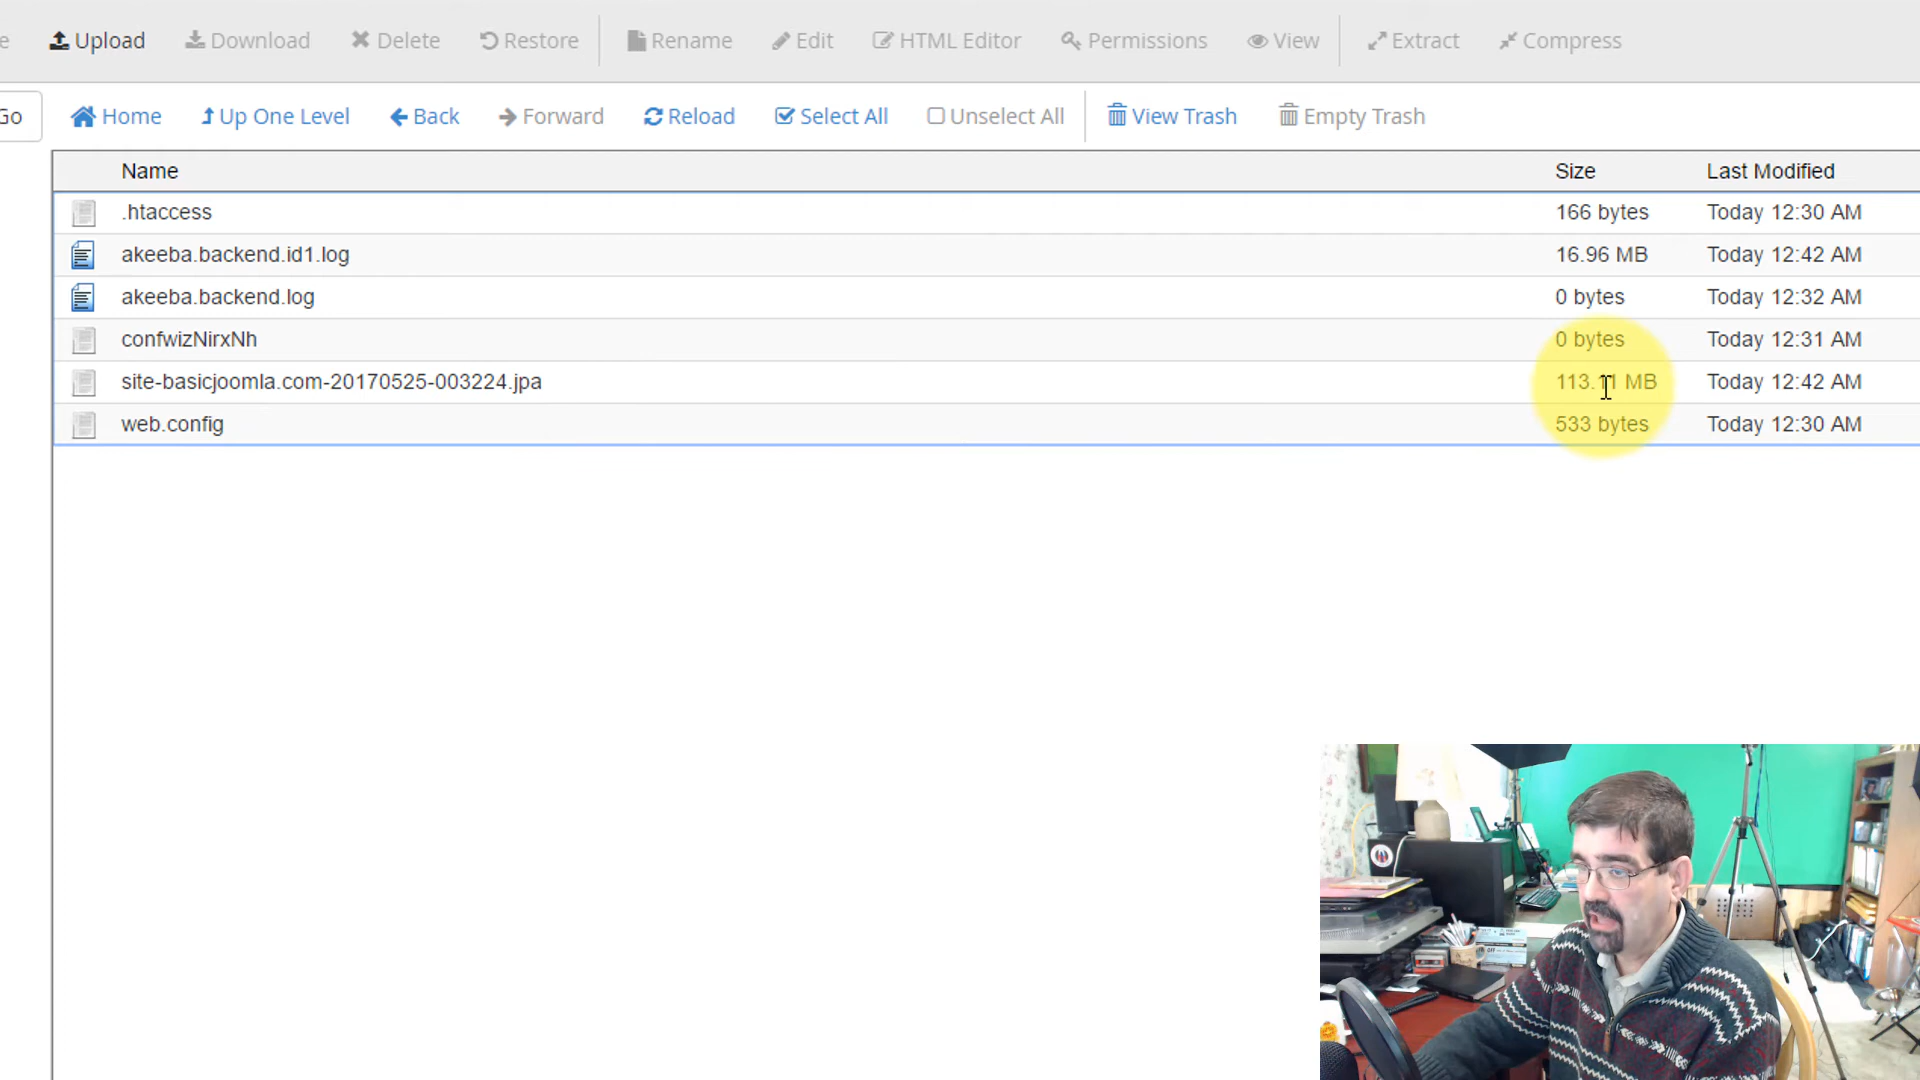 Upload Download Delete Restore Rename Edit HTML Editor Permissions View Extract Compress
Go Home Up One Level Back Forward Reload Select All Unselect All View Trash Empty Trash
Name Size Last Modified
.htaccess 166 bytes Today 12:30 AM
akeeba.backend.id1.log 16.96 MB Today 12:42 AM
akeeba.backend.log 0 bytes Today 12:32 AM
confwizNirxNh 0 bytes Today 12:31 AM
site-basicjoomla.com-20170525-003224.jpa 113.11 MB Today 12:42 AM
web.config 533 bytes Today 12:30 AM